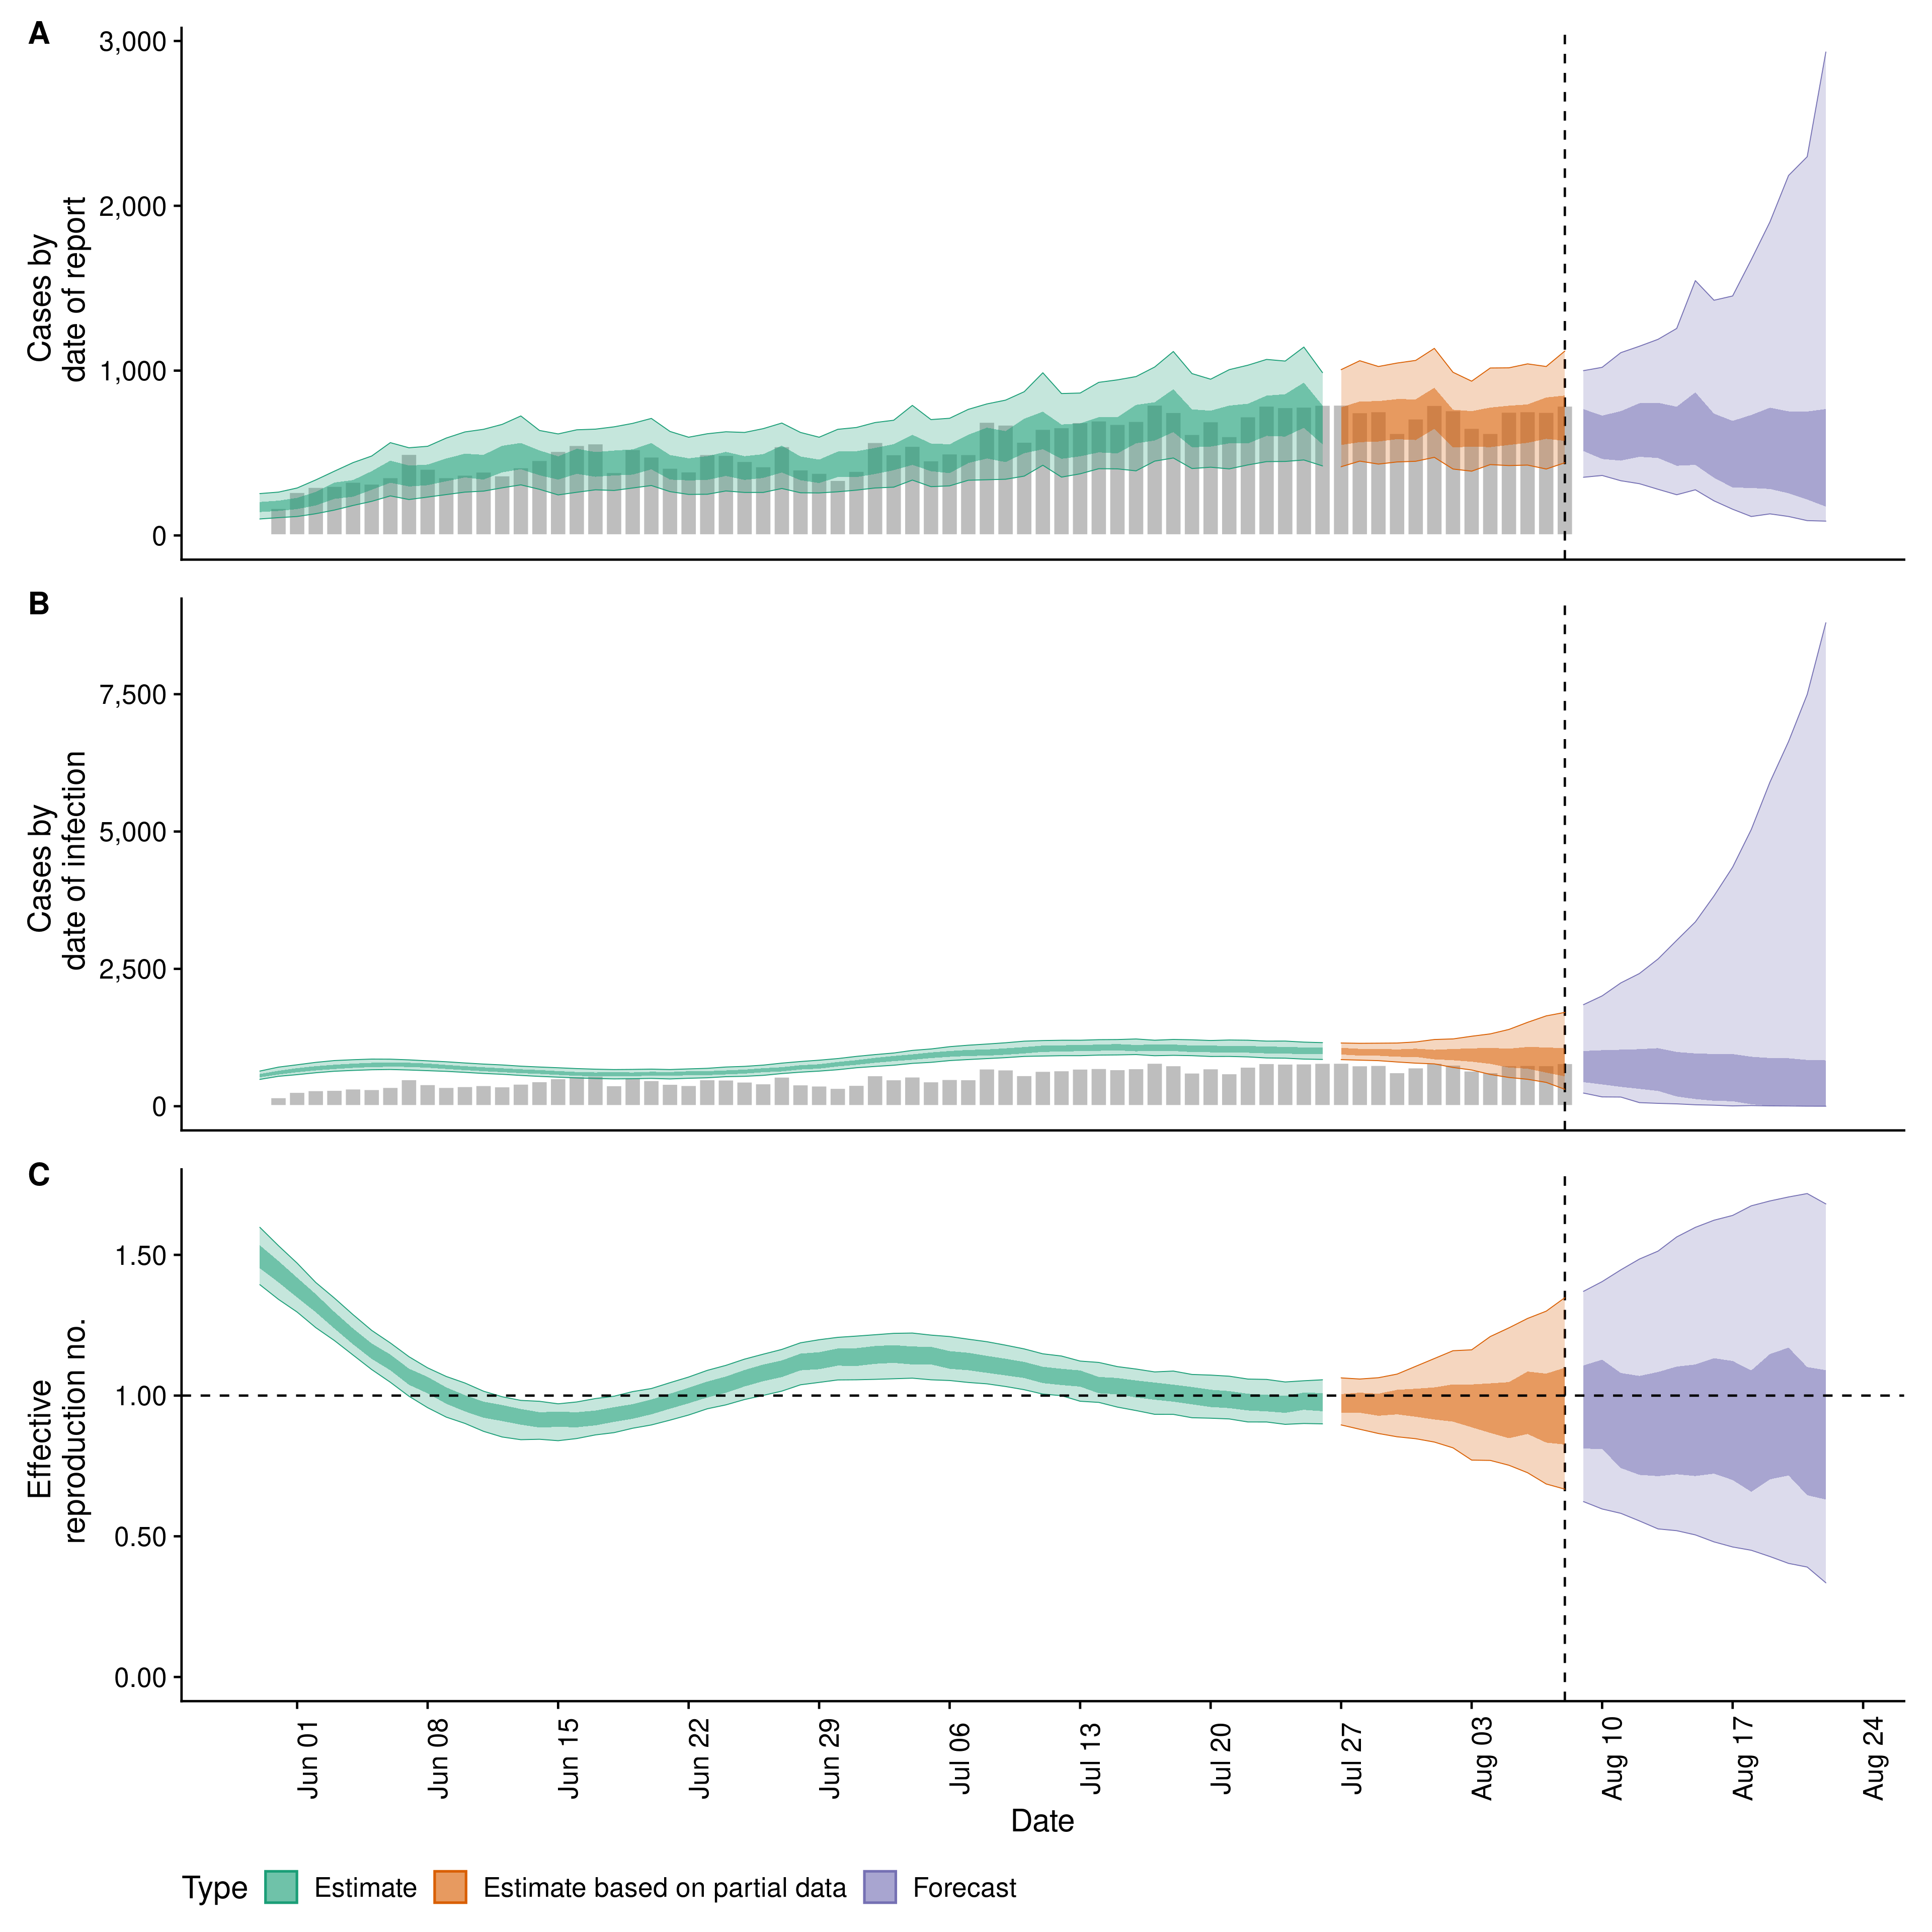 A
3,000
2,000
1,000
0
Cases by
date of report
B
7,500
5,000
2,500
0
Cases by
date of infection
C
1.50
1.00
0.50
0.00
Effective
reproduction no.
Jun 01
Jun 08
Jun 15
Jun 22
Jun 29
Jul 06
Jul 13
Jul 20
Jul 27
Aug 03
Aug 10
Aug 17
Aug 24
Date
Type Estimate Estimate based on partial data Forecast